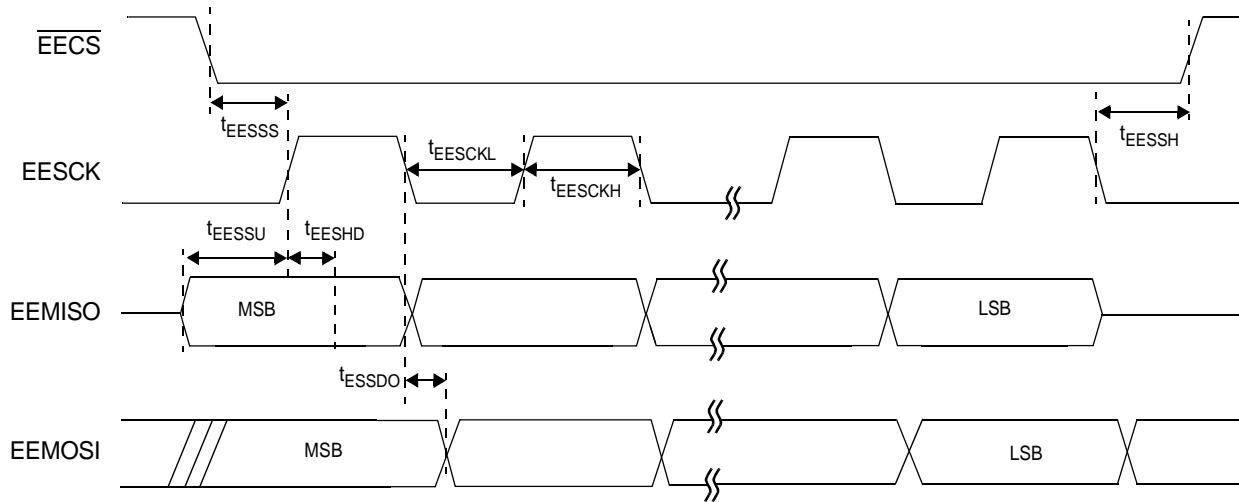 EECS
tEESSS
tEESSH
EESCK
tEESCKL
tEESCKH
tEESSU
tEESHD
EEMISO
MSB
LSB
tESSDO
EEMOSI
MSB
LSB